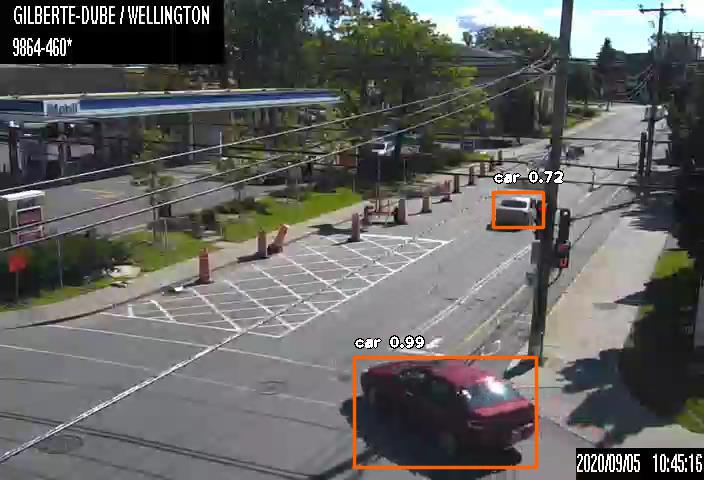 GILBERTE-DUBE / WELLINGTON
9864-460*
Mobil
car 0.72
car 0.99
2020/09/05 10:45:16